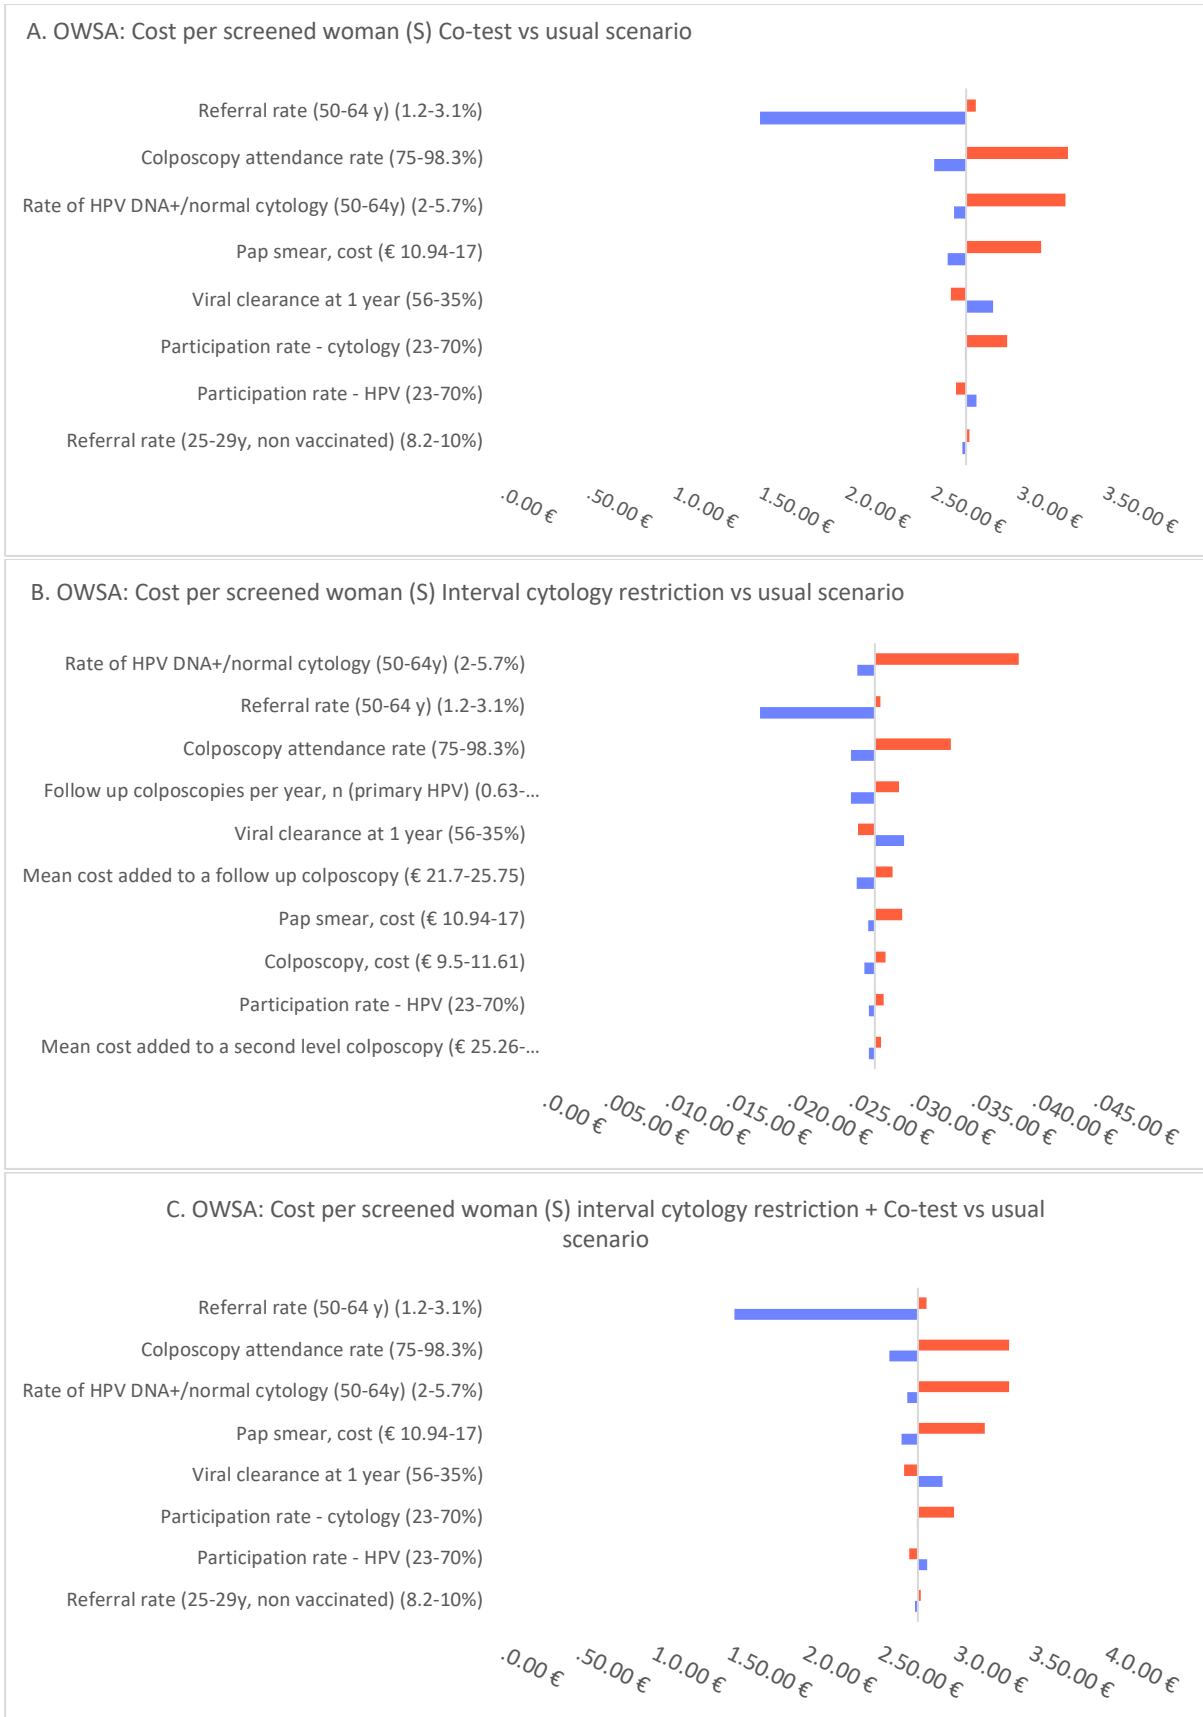 A. OWSA: Cost per screened woman (S) Co-test vs usual scenario
Referral rate (50-64 y) (1.2-3.1%)
Colposcopy attendance rate (75-98.3%)
Rate of HPV DNA+/normal cytology (50-64y) (2-5.7%)
Pap smear, cost (€ 10.94-17)
Viral clearance at 1 year (56-35%)
Participation rate - cytology (23-70%)
Participation rate - HPV (23-70%)
Referral rate (25-29y, non vaccinated) (8.2-10%)
.0.00 € .50.00 € 1.0.00 € 1.50.00 € 2.0.00 € 2.50.00 € 3.0.00 € 3.50.00 €
B. OWSA: Cost per screened woman (S) Interval cytology restriction vs usual scenario
Rate of HPV DNA+/normal cytology (50-64y) (2-5.7%)
Referral rate (50-64 y) (1.2-3.1%)
Colposcopy attendance rate (75-98.3%)
Follow up colposcopies per year, n (primary HPV) (0.63-...
Viral clearance at 1 year (56-35%)
Mean cost added to a follow up colposcopy (€ 21.7-25.75)
Pap smear, cost (€ 10.94-17)
Colposcopy, cost (€ 9.5-11.61)
Participation rate - HPV (23-70%)
Mean cost added to a second level colposcopy (€ 25.26-...
.0.00 € .005.00 € .010.00 € .015.00 € .020.00 € .025.00 € .030.00 € .035.00 € .040.00 € .045.00 €
C. OWSA: Cost per screened woman (S) interval cytology restriction + Co-test vs usual
scenario
Referral rate (50-64 y) (1.2-3.1%)
Colposcopy attendance rate (75-98.3%)
Rate of HPV DNA+/normal cytology (50-64y) (2-5.7%)
Pap smear, cost (€ 10.94-17)
Viral clearance at 1 year (56-35%)
Participation rate - cytology (23-70%)
Participation rate - HPV (23-70%)
Referral rate (25-29y, non vaccinated) (8.2-10%)
.0.00 € .50.00 € 1.0.00 € 1.50.00 € 2.0.00 € 2.50.00 € 3.0.00 € 3.50.00 € 4.0.00 €